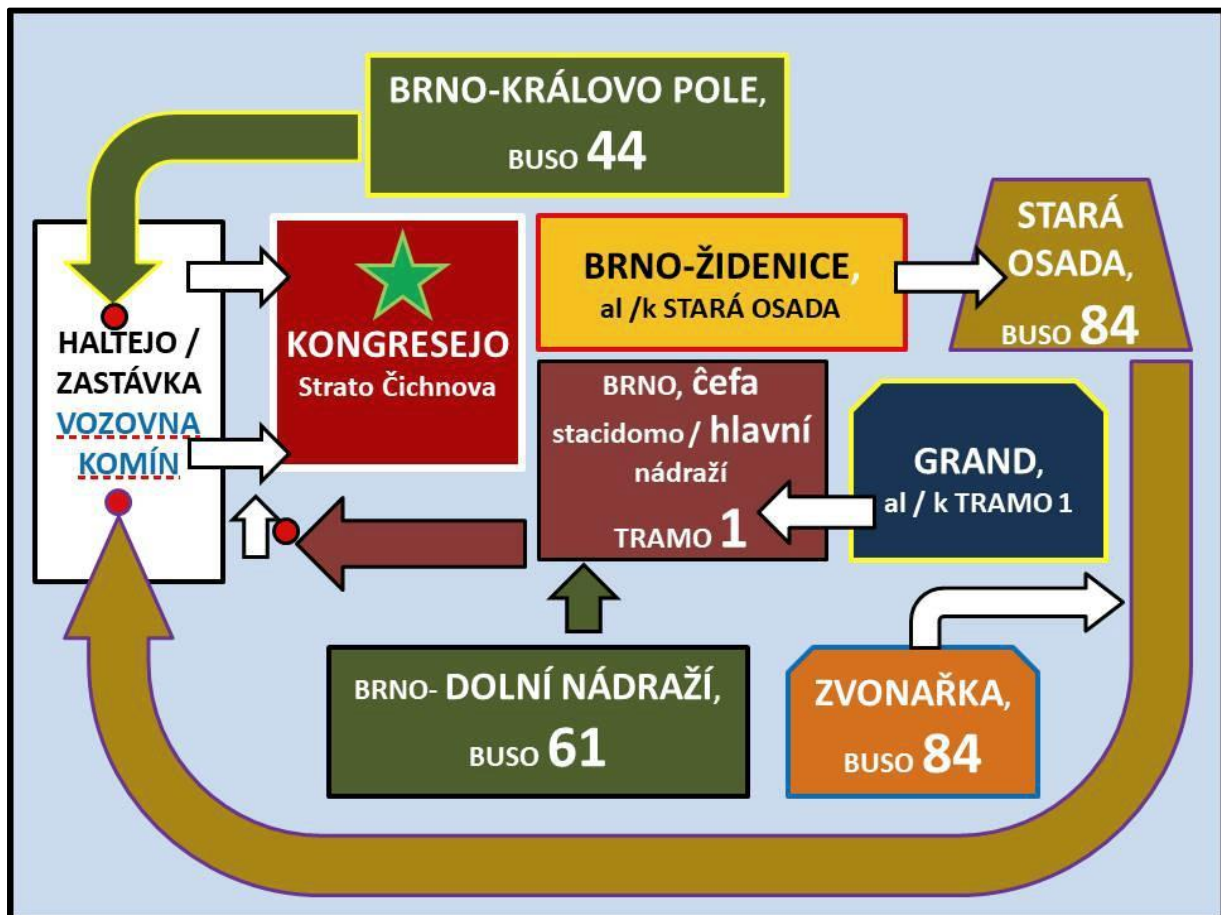 BRNO-KRÁLOVO POLE,
BUSO 44
HALTEJO /
ZASTÁVKA
VOZOVNA
KOMÍN
KONGRESEJO
Strato Čichnova
BRNO-ŽIDENICE,
al /k STARÁ OSADA
STARÁ
OSADA,
BUSO 84
BRNO, ĉefa
stacidomo / hlavní
nádraží
TRAMO 1
GRAND,
al / k TRAMO 1
BRNO- DOLNÍ NÁDRAŽÍ,
BUSO 61
ZVONAŘKA,
BUSO 84